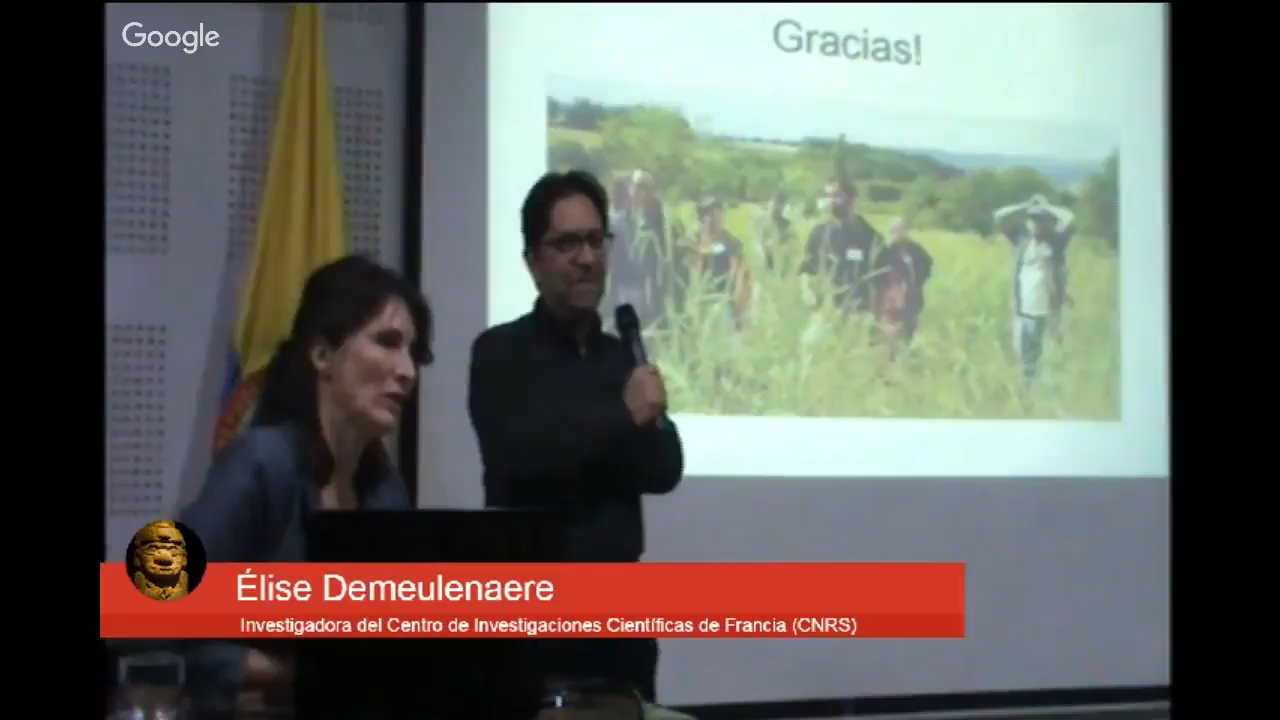 Google
Gracias!
Élise Demeulenaere
Investigadora del Centro de Investigaciones Científicas de Francia (CNRS)